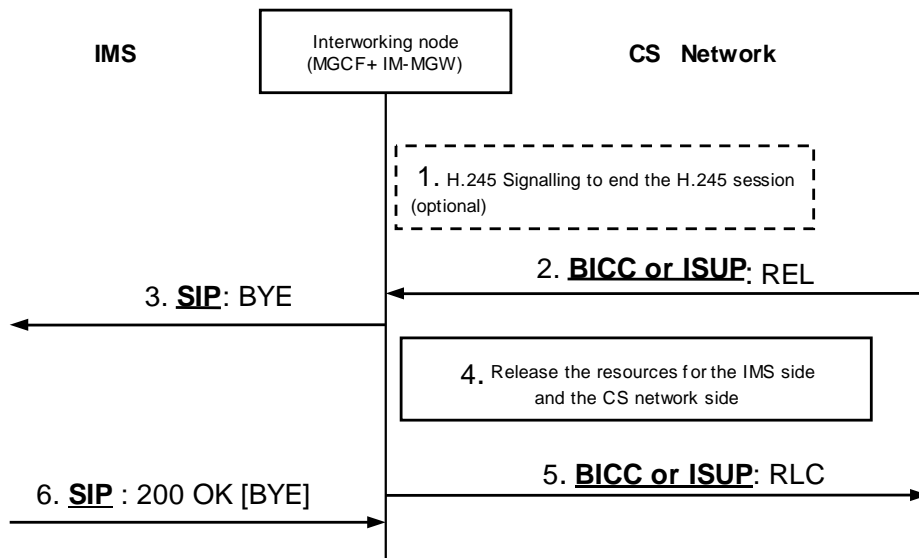 IMS
Interworking node
(MGCF+ IM-MGW)
CS Network
1. H.245 Signalling to end the H.245 session
(optional)
2. BICC or ISUP: REL
3. SIP: BYE
4. Release the resources for the IMS side
and the CS network side
5. BICC or ISUP: RLC
6. SIP : 200 OK [BYE]